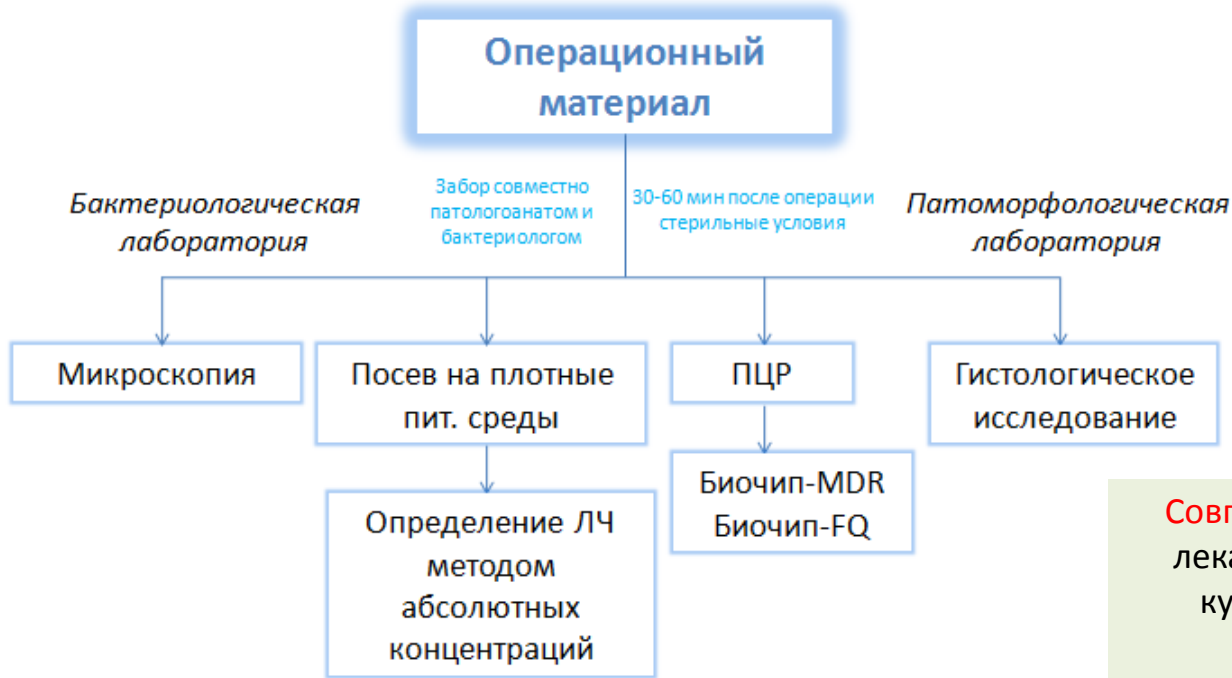 Операционный
материал
Бактериологическая
лаборатория
Забор совместно
патологоанатом и
бактериологом
30-60 мин после операции
стерильные условия
Патоморфологическая
лаборатория
Микроскопия
Посев на плотные
пит. среды
ПЦР
Гистологическое
исследование
Определение ЛЧ
методом
абсолютных
концентраций
Биочип-MDR
Биочип-FQ